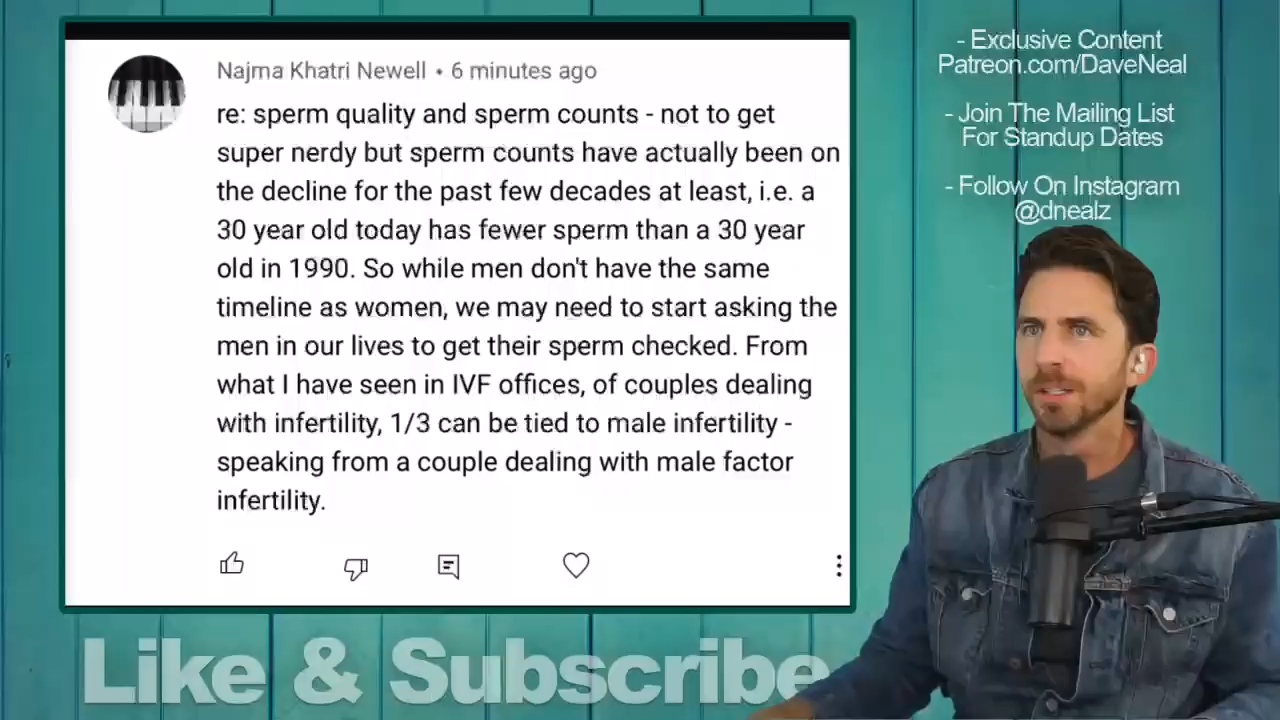 Najma Khatri Newell • 6 minutes ago
re: sperm quality and sperm counts - not to get
super nerdy but sperm counts have actually been on
the decline for the past few decades at least, i.e. a
30 year old today has fewer sperm than a 30 year
old in 1990. So while men don't have the same
timeline as women, we may need to start asking the
men in our lives to get their sperm checked. From
what I have seen in IVF offices, of couples dealing
with infertility, 1/3 can be tied to male infertility -
speaking from a couple dealing with male factor
infertility.
- Exclusive Content
Patreon.com/DaveNeal
- Join The Mailing List
For Standup Dates
- Follow On Instagram
@dnealz
Like & Subscribe